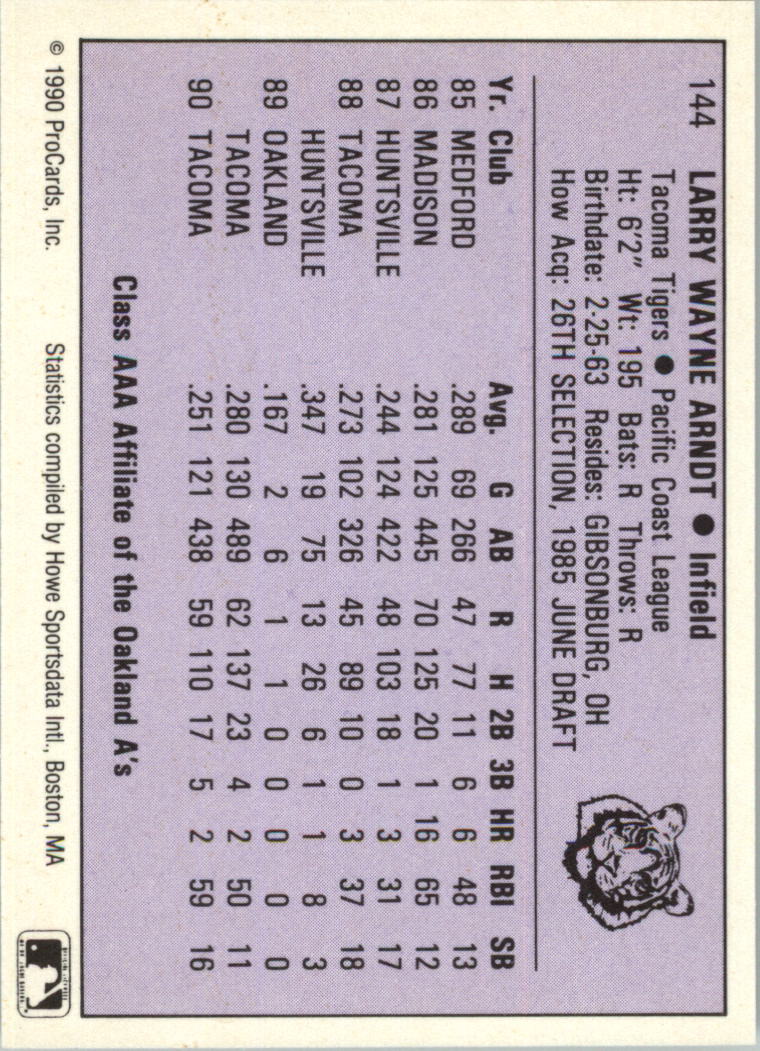 144 LARRY WAYNE ARNDT ● Infield
Tacoma Tigers ● Pacific Coast League
Ht: 6'2" Wt: 195 Bats: R Throws: R
Birthdate: 2-25-63 Resides: GIBSONBURG, OH
How Acq: 26TH SELECTION, 1985 JUNE DRAFT
Yr. Club Avg. G AB R H 2B 3B HR RBI SB
85 MEDFORD .289 69 266 47 77 11 6 6 48 13
86 MADISON .281 125 445 70 125 20 1 16 65 12
87 HUNTSVILLE .244 124 422 48 103 18 1 3 31 17
88 TACOMA .273 102 326 45 89 10 0 3 37 18
HUNTSVILLE .347 19 75 13 26 6 1 1 8 3
89 OAKLAND .167 2 6 1 1 0 0 0 0 0
TACOMA .280 130 489 62 137 23 4 2 50 11
90 TACOMA .251 121 438 59 110 17 5 2 59 16
Class AAA Affiliate of the Oakland A's
© 1990 ProCards, Inc. Statistics compiled by Howe Sportsdata Intl., Boston, MA